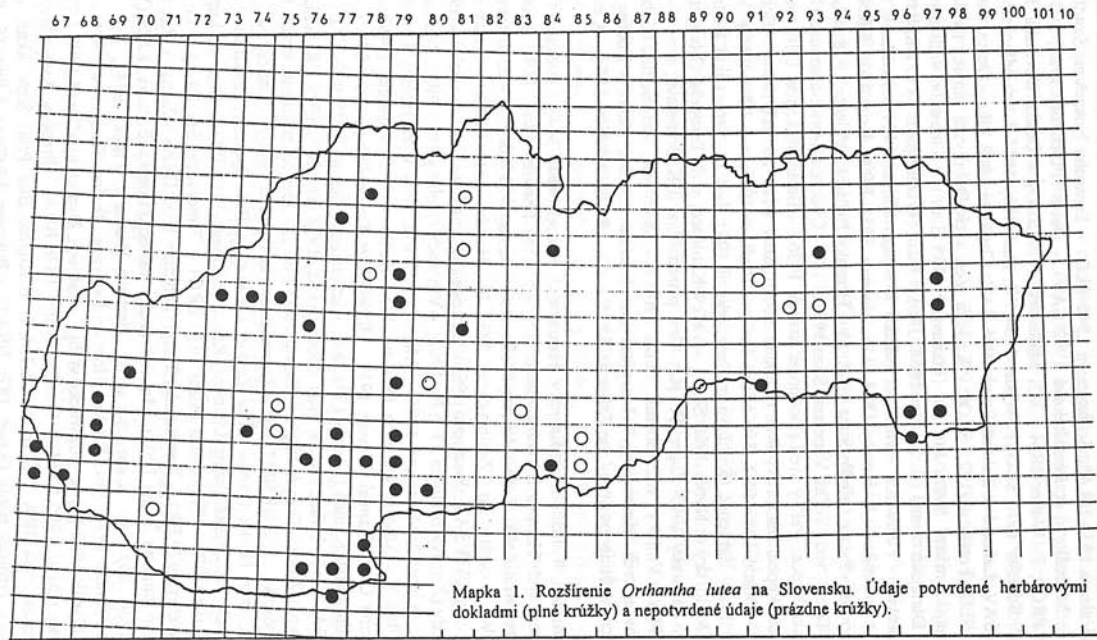 67 68 69 70 71 72 73 74 75 76 77 78 79 80 81 82 83 84 85 86 87 88 89 90 91 92 93 94 95 96 97 98 99 100 101 10
Mapka 1. Rozšírenie Orthantha lutea na Slovensku. Údaje potvrdené herbárovými
dokladmi (plné krúžky) a nepotvrdené údaje (prázdne krúžky).